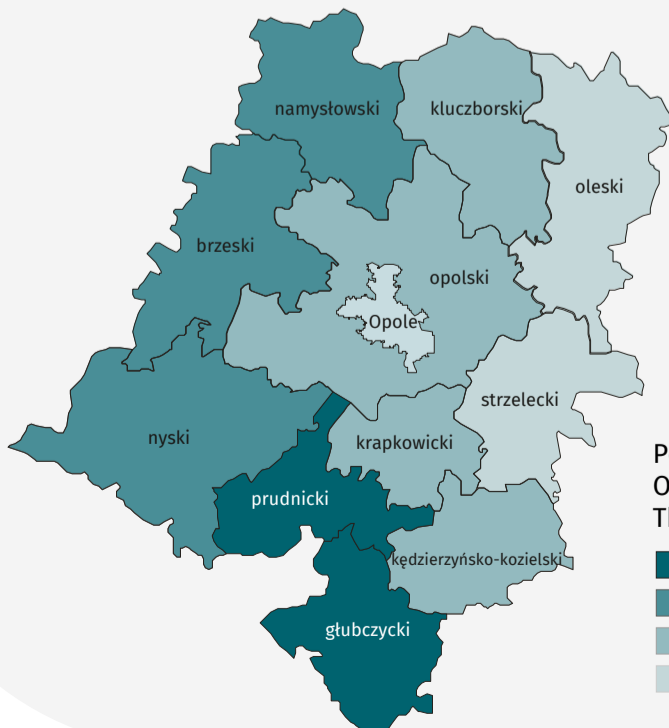 namysłowski
kluczborski
oleski
brzeski
opolski
Opole
strzelecki
nyski
krapkowicki
prudnicki
kędzierzyńsko-kozielski
głubczycki